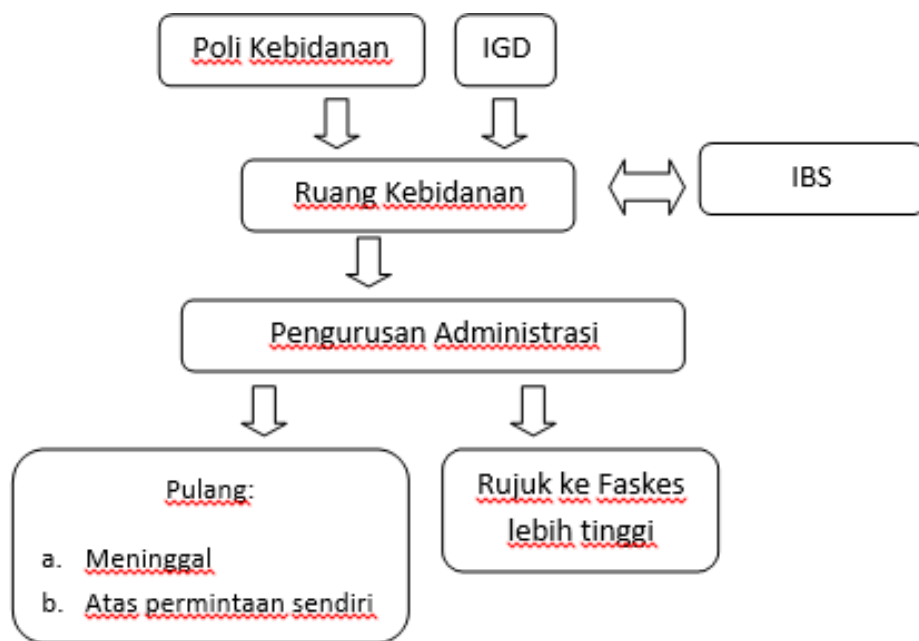 Poli Kebidanan
IGD
Ruang Kebidanan
IBS
Pengurusan Administrasi
Pulang:
a. Meninggal
b. Atas permintaan sendiri
Rujuk ke Faskes
lebih tinggi